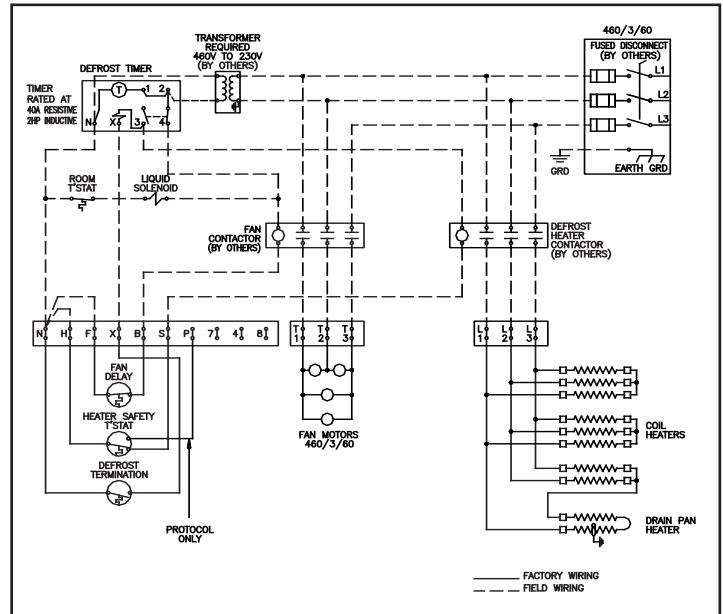 460/3/60
FUSED DISCONNECT
(BY OTHERS)
L1
L2
L3
EARTH GRD
GRD
TRANSFORMER
REQUIRED
460V TO 230V
(BY OTHERS)
DEFROST TIMER
TIMER
RATED AT
40A RESISTIVE
2HP INDUCTIVE
T
1
2
N
X
3
4
ROOM
T'STAT
LIQUID
SOLENOID
FAN
CONTACTOR
(BY OTHERS)
DEFROST
HEATER
CONTACTOR
(BY OTHERS)
N
H
F
X
B
S
P
7
4
8
T
1
T
2
T
3
L
1
L
2
L
3
FAN
DELAY
HEATER SAFETY
T'STAT
DEFROST
TERMINATION
FAN MOTORS
460/3/60
COIL
HEATERS
DRAIN PAN
HEATER
PROTOCOL
ONLY
FACTORY WIRING
FIELD WIRING